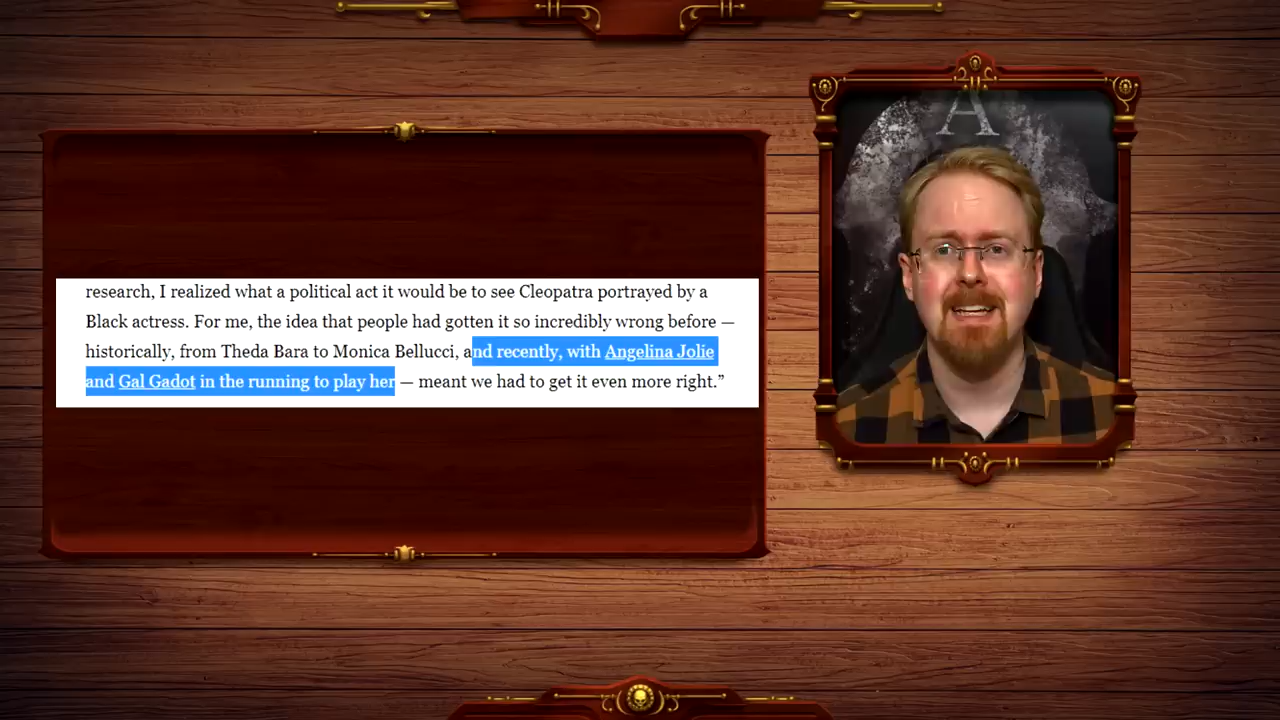 A
research, I realized what a political act it would be to see Cleopatra portrayed by a
Black actress. For me, the idea that people had gotten it so incredibly wrong before —
historically, from Theda Bara to Monica Bellucci, and recently, with Angelina Jolie
and Gal Gadot in the running to play her — meant we had to get it even more right.”